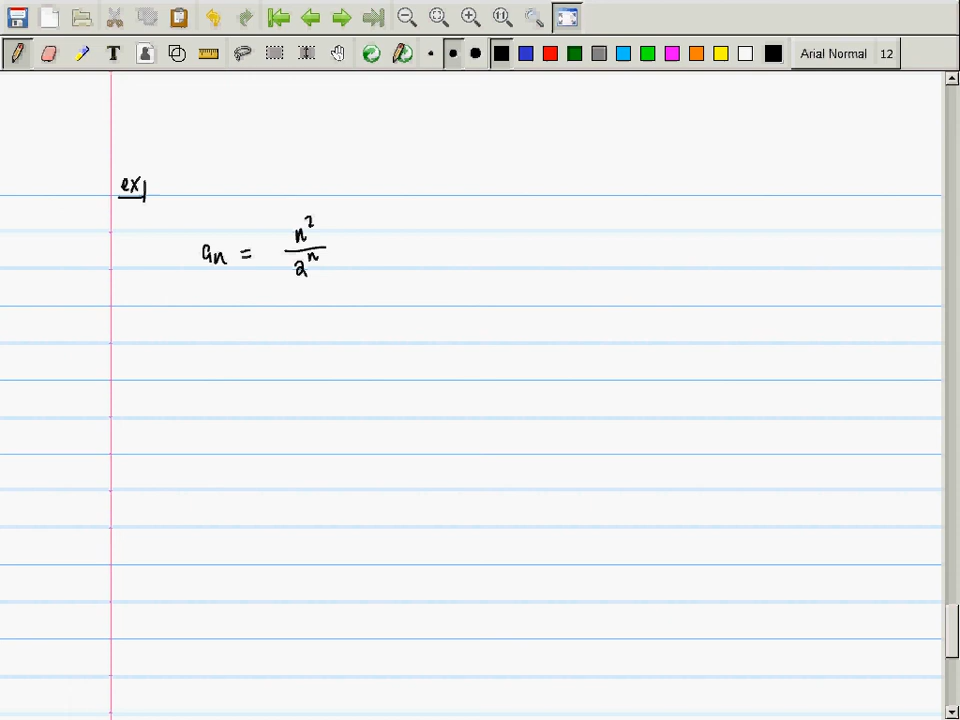 Arial Normal 12
ex
aₙ = n² / 2ⁿ